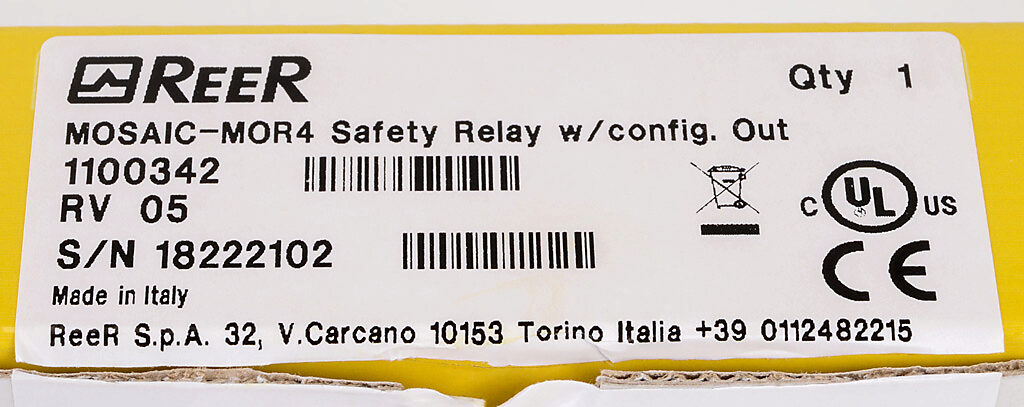 REER
Qty 1
MOSAIC-MOR4 Safety Relay w/config. Out
1100342
RV 05
C UL US
S/N 18222102
CE
Made in Italy
ReeR S.p.A. 32, V.Carcano 10153 Torino Italia +39 0112482215